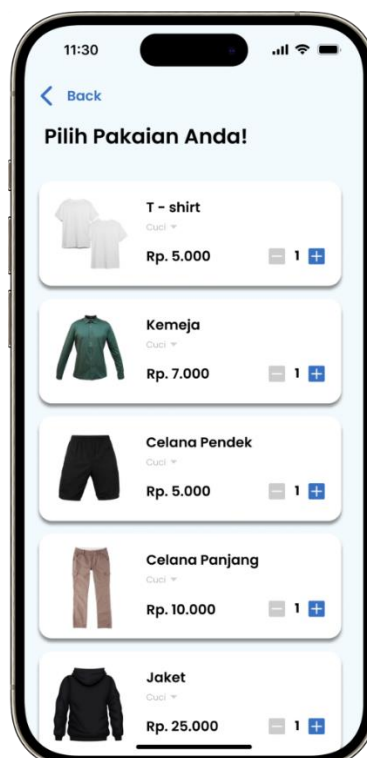 11:30
Back
Pilih Pakaian Anda!
T - shirt
Cuci
Rp. 5.000
1
Kemeja
Cuci
Rp. 7.000
1
Celana Pendek
Cuci
Rp. 5.000
1
Celana Panjang
Cuci
Rp. 10.000
1
Jaket
Cuci
Rp. 25.000
1